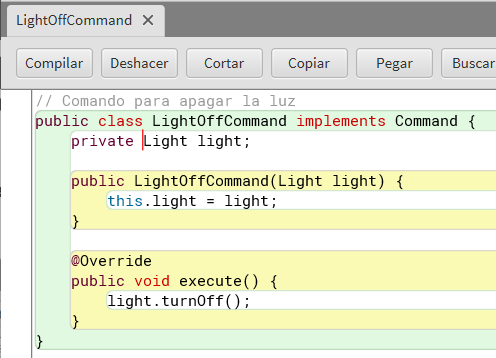 LightOffCommand ×
Compilar Deshacer Cortar Copiar Pegar Buscar
// Comando para apagar la luz
public class LightOffCommand implements Command {
private Light light;
public LightOffCommand(Light light) {
this.light = light;
}
@Override
public void execute() {
light.turnOff();
}
}